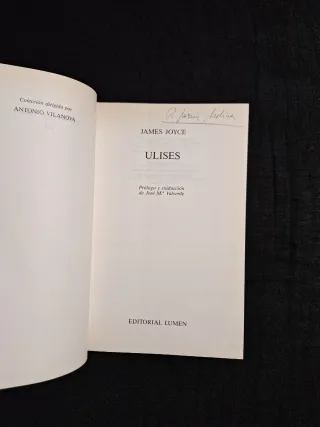 Colección dirigida por
ANTONIO VILANOVA
JAMES JOYCE
ULISES
Prólogo y traducción
de José Mª Valverde
EDITORIAL LUMEN